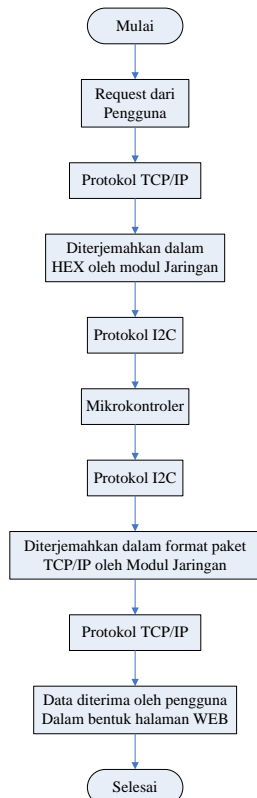 Mulai
Request dari
Pengguna
Protokol TCP/IP
Diterjemahkan dalam
HEX oleh modul Jaringan
Protokol I2C
Mikrokontroler
Protokol I2C
Diterjemahkan dalam format paket
TCP/IP oleh Modul Jaringan
Protokol TCP/IP
Data diterima oleh pengguna
Dalam bentuk halaman WEB
Selesai